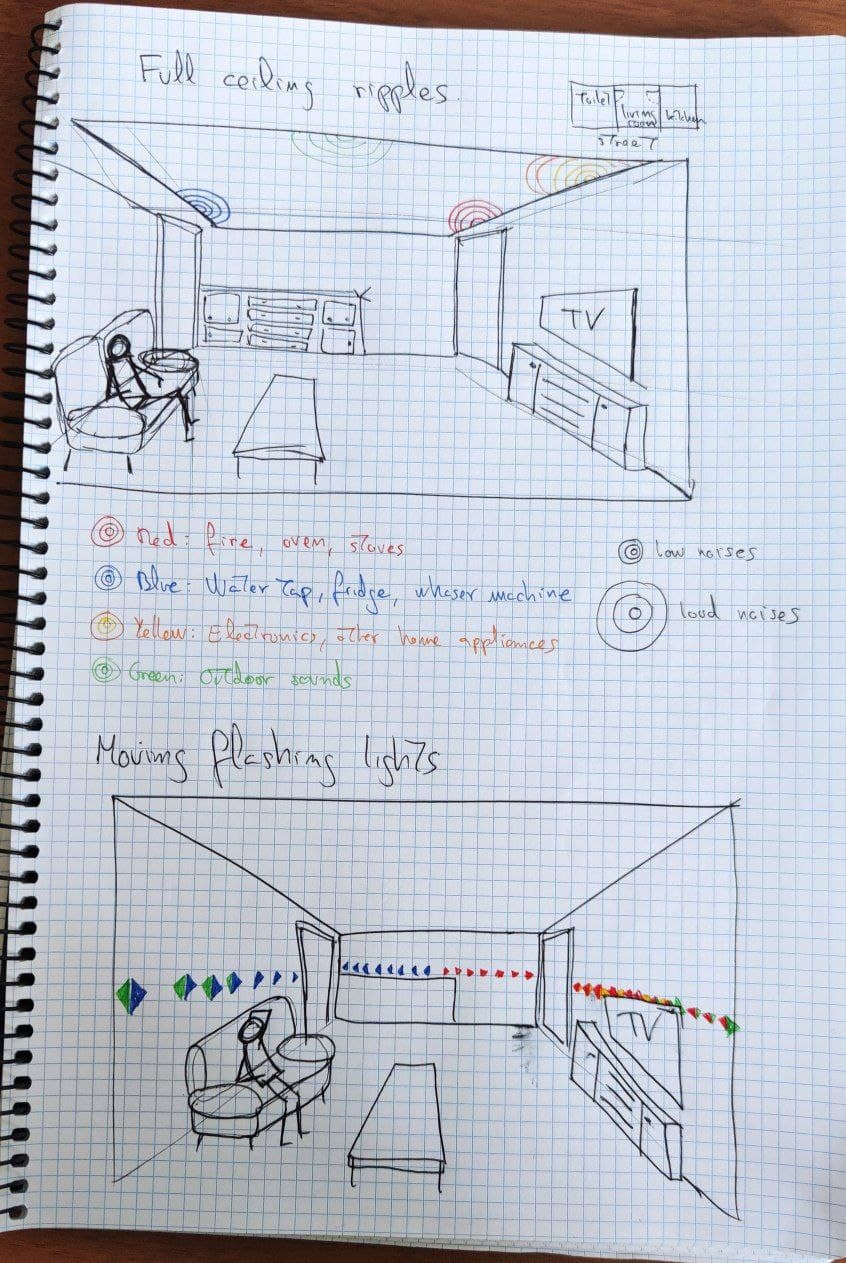 Full ceiling ripples
Toilet living room kitchen
STreeT
TV
Red: fire, oven, stoves
Blue: Water Tap, fridge, whaser machine
Yellow: Electronics, other home appliances
Green: Outdoor sounds
low noises
loud noises
Moving flashing lights
TV